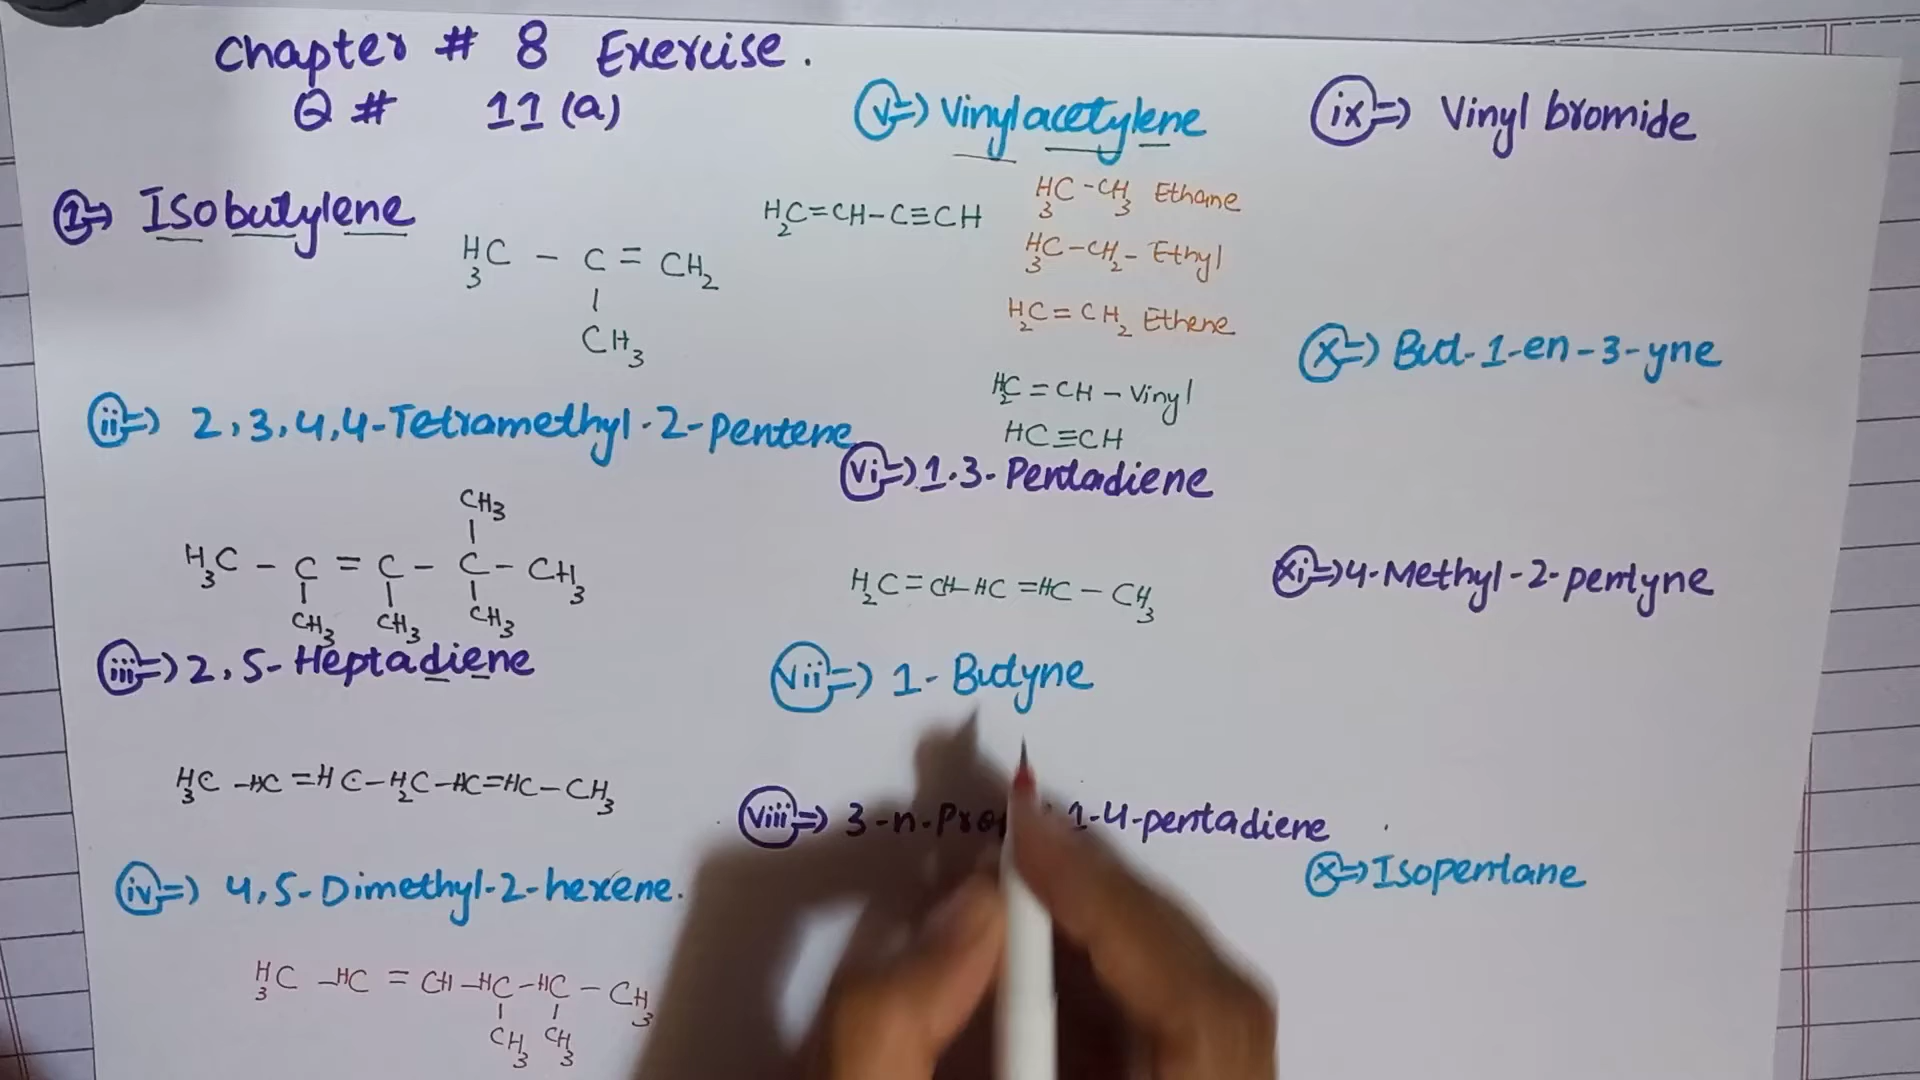 Chapter # 8 Exercise.
Q # 11 (a)
1⇒ Isobutylene
H3C - C = CH2
CH3
ii⇒ 2,3,4,4-Tetramethyl-2-pentene
CH3
H3C - C = C - C - CH3
CH3 CH3 CH3
iii⇒ 2,5-Heptadiene
H3C - HC = HC - H2C - HC = HC - CH3
iv⇒ 4,5-Dimethyl-2-hexene.
H3C - HC = CH - HC - HC - CH3
CH3 CH3
v⇒ Vinylacetylene
H2C = CH - C ≡ CH
H3C - CH3 Ethane
H3C - CH2 - Ethyl
H2C = CH2 Ethene
H2C = CH - Vinyl
HC ≡ CH
vi⇒ 1.3-Pentadiene
H2C = CH - HC = HC - CH3
vii⇒ 1-Butyne
viii⇒ 3-n- 1-4-pentadiene
ix⇒ Vinyl bromide
x⇒ But-1-en-3-yne
xi⇒ 4-Methyl-2-pentyne
x⇒ Isopentane